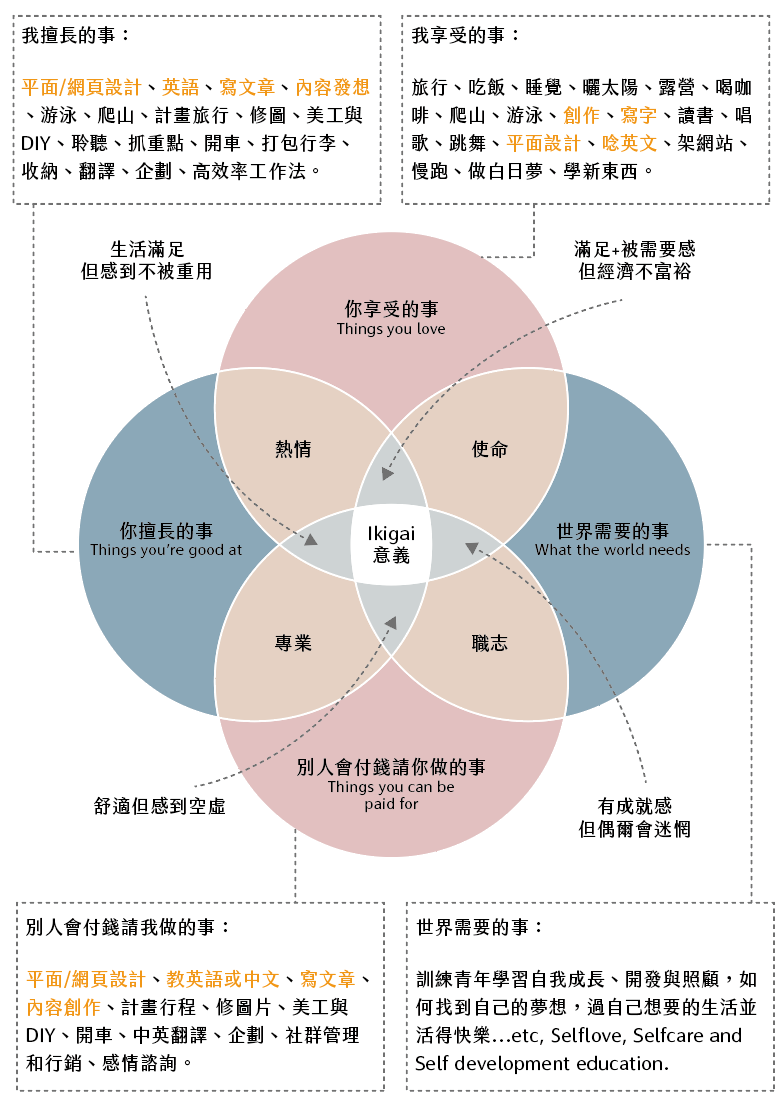 我擅長的事：
平面/網頁設計、英語、寫文章、內容發想
、游泳、爬山、計畫旅行、修圖、美工與
DIY、聆聽、抓重點、開車、打包行李、
收納、翻譯、企劃、高效率工作法。
我享受的事：
旅行、吃飯、睡覺、曬太陽、露營、喝咖
啡、爬山、游泳、創作、寫字、讀書、唱
歌、跳舞、平面設計、唸英文、架網站、
慢跑、做白日夢、學新東西。
生活滿足
但感到不被重用
滿足+被需要感
但經濟不富裕
你享受的事
Things you love
熱情
使命
你擅長的事
Things you're good at
Ikigai
意義
世界需要的事
What the world needs
專業
職志
別人會付錢請你做的事
Things you can be
paid for
舒適但感到空虛
有成就感
但偶爾會迷惘
別人會付錢請我做的事：
平面/網頁設計、教英語或中文、寫文章、
內容創作、計畫行程、修圖片、美工與
DIY、開車、中英翻譯、企劃、社群管理
和行銷、感情諮詢。
世界需要的事：
訓練青年學習自我成長、開發與照顧，如
何找到自己的夢想，過自己想要的生活並
活得快樂...etc, Selflove, Selfcare and
Self development education.